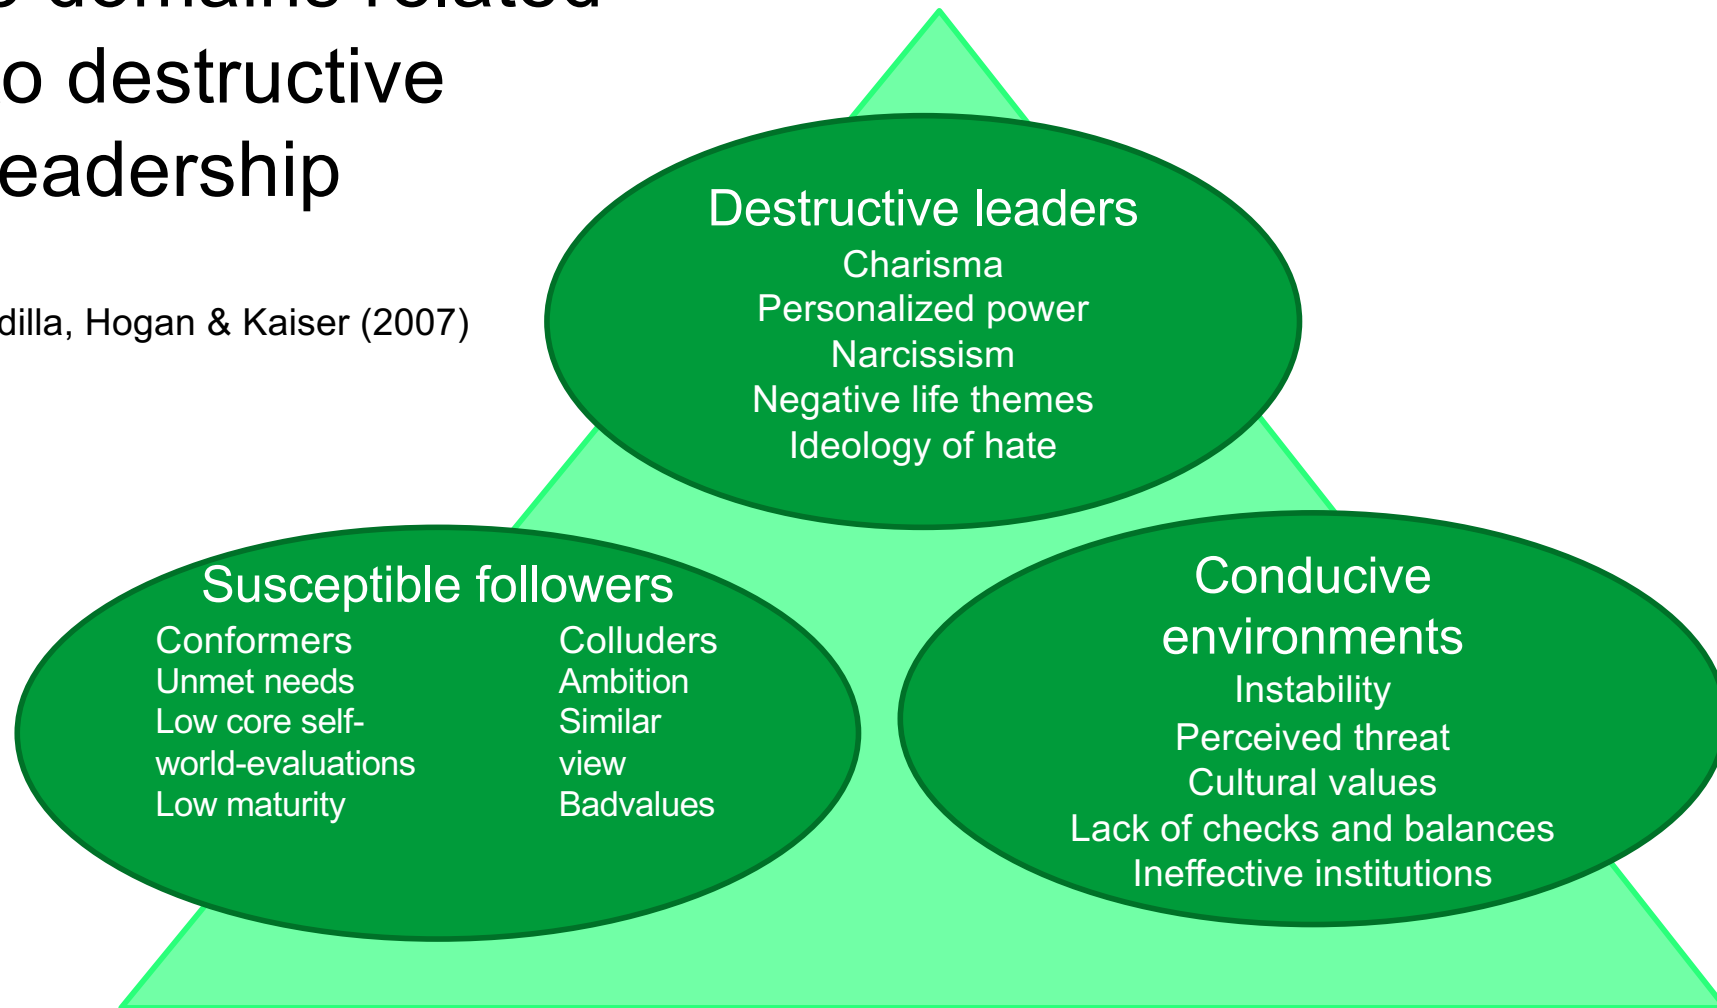 domains related
o destructive
eadership
dilla, Hogan & Kaiser (2007)
Destructive leaders
Charisma
Personalized power
Narcissism
Negative life themes
Ideology of hate
Susceptible followers
Conformers
Unmet needs
Low core self-
world-evaluations
Low maturity
Colluders
Ambition
Similar
view
Badvalues
Conducive
environments
Instability
Perceived threat
Cultural values
Lack of checks and balances
Ineffective institutions